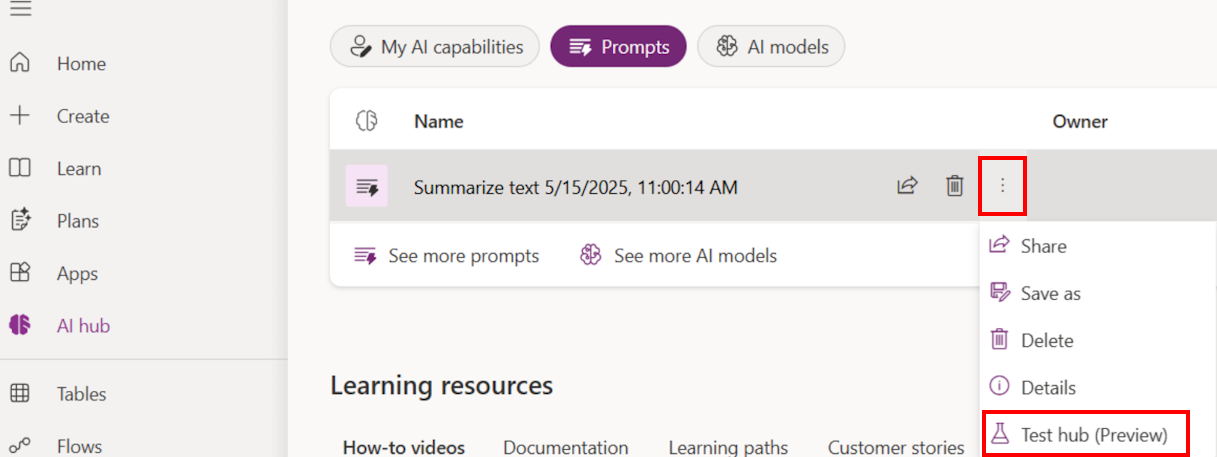 Home
Create
Learn
Plans
Apps
AI hub
Tables
Flows
My AI capabilities
Prompts
AI models
Name
Owner
Summarize text 5/15/2025, 11:00:14 AM
See more prompts
See more AI models
Share
Save as
Delete
Details
Test hub (Preview)
Learning resources
How-to videos
Documentation
Learning paths
Customer stories